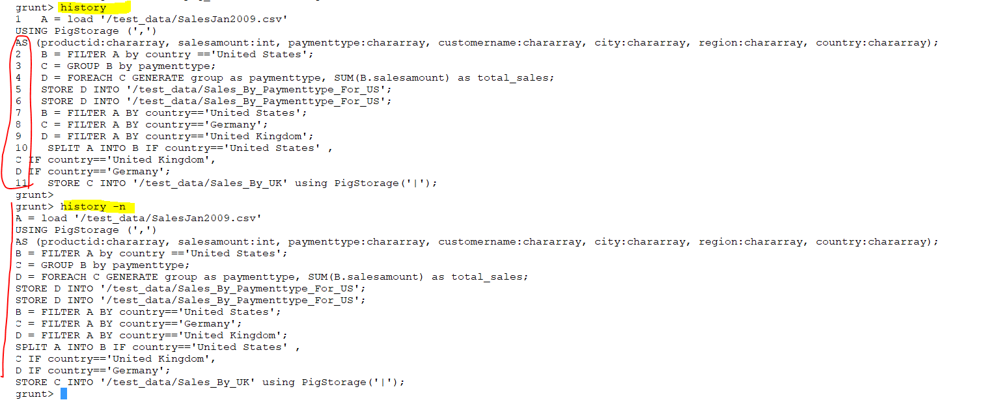 grunt> history
1   A = load '/test_data/SalesJan2009.csv'
USING PigStorage (',')
AS (productid:chararray, salesamount:int, paymenttype:chararray, customername:chararray, city:chararray, region:chararray, country:chararray);
2   B = FILTER A by country =='United States';
3   C = GROUP B by paymenttype;
4   D = FOREACH C GENERATE group as paymenttype, SUM(B.salesamount) as total_sales;
5   STORE D INTO '/test_data/Sales_By_Paymenttype_For_US';
6   STORE D INTO '/test_data/Sales_By_Paymenttype_For_US';
7   B = FILTER A BY country=='United States';
8   C = FILTER A BY country=='Germany';
9   D = FILTER A BY country=='United Kingdom';
10   SPLIT A INTO B IF country=='United States' ,
C IF country=='United Kingdom',
D IF country=='Germany';
11   STORE C INTO '/test_data/Sales_By_UK' using PigStorage('|');
grunt>
grunt> history -n
A = load '/test_data/SalesJan2009.csv'
USING PigStorage (',')
AS (productid:chararray, salesamount:int, paymenttype:chararray, customername:chararray, city:chararray, region:chararray, country:chararray);
B = FILTER A by country =='United States';
C = GROUP B by paymenttype;
D = FOREACH C GENERATE group as paymenttype, SUM(B.salesamount) as total_sales;
STORE D INTO '/test_data/Sales_By_Paymenttype_For_US';
STORE D INTO '/test_data/Sales_By_Paymenttype_For_US';
B = FILTER A BY country=='United States';
C = FILTER A BY country=='Germany';
D = FILTER A BY country=='United Kingdom';
SPLIT A INTO B IF country=='United States' ,
C IF country=='United Kingdom',
D IF country=='Germany';
STORE C INTO '/test_data/Sales_By_UK' using PigStorage('|');
grunt>